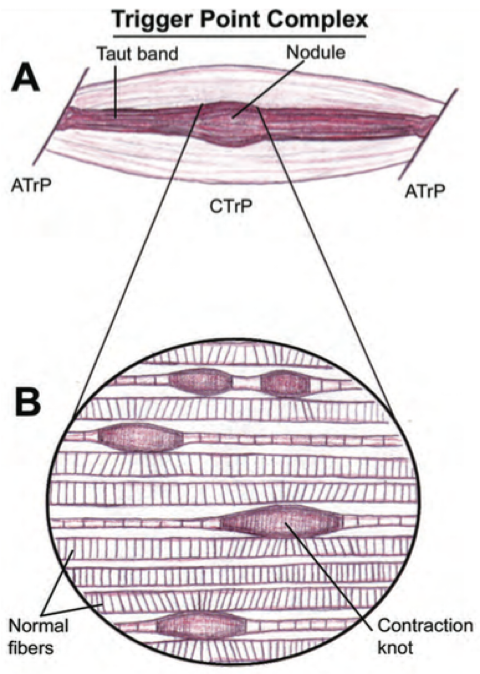 Trigger Point Complex
Taut band
Nodule
A
ATrP
CTrP
ATrP
B
Normal
fibers
Contraction
knot